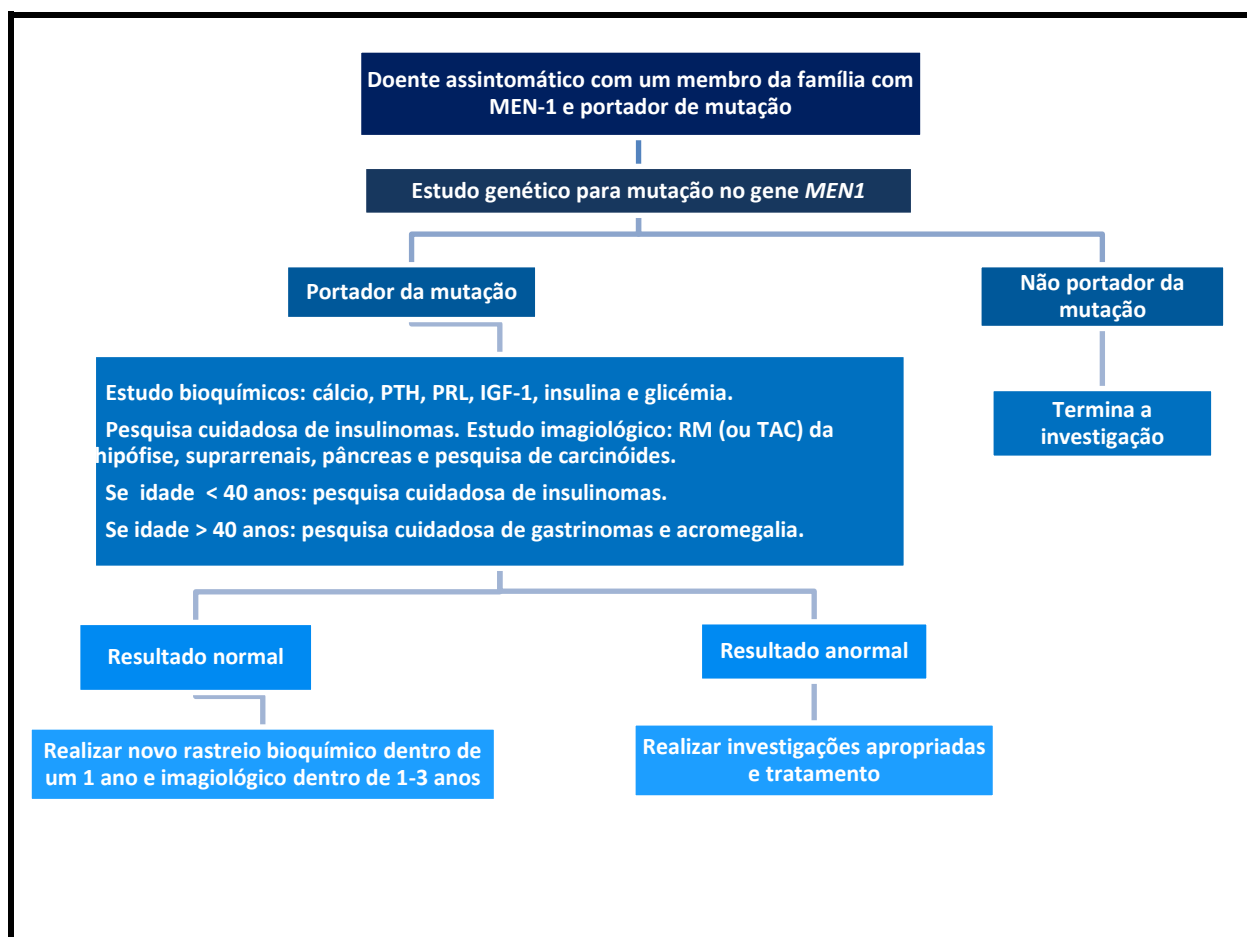 Doente assintomático com um membro da família com
MEN-1 e portador de mutação
Estudo genético para mutação no gene MEN1
Portador da mutação
Não portador da
mutação
Estudo bioquímicos: cálcio, PTH, PRL, IGF-1, insulina e glicémia.
Pesquisa cuidadosa de insulinomas. Estudo imagiológico: RM (ou TAC) da
hipófise, suprarrenais, pâncreas e pesquisa de carcinóides.
Se idade < 40 anos: pesquisa cuidadosa de insulinomas.
Se idade > 40 anos: pesquisa cuidadosa de gastrinomas e acromegalia.
Termina a
investigação
Resultado normal
Resultado anormal
Realizar novo rastreio bioquímico dentro de
um 1 ano e imagiológico dentro de 1-3 anos
Realizar investigações apropriadas
e tratamento